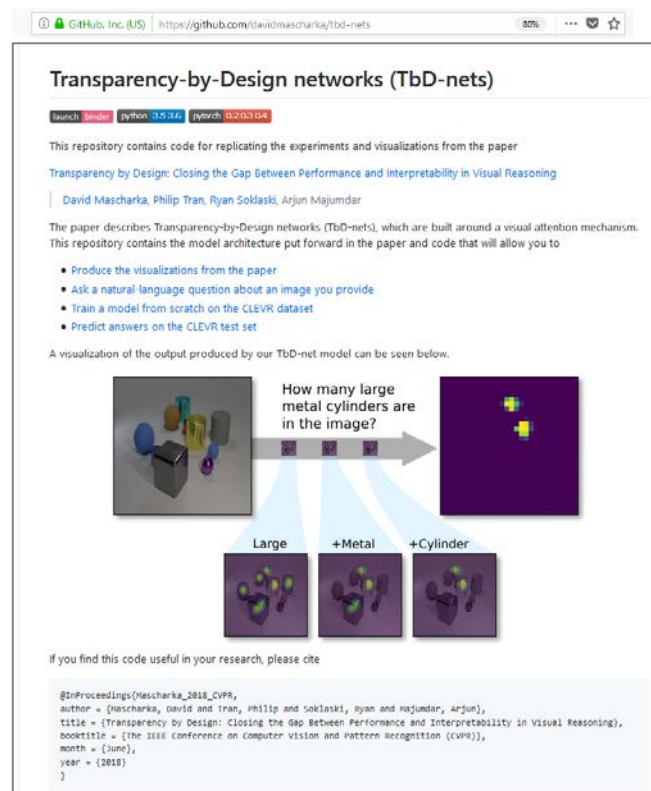 GitHub, Inc. (US) https://github.com/davidmascharka/tbd-nets 80%
Transparency-by-Design networks (TbD-nets)
launch binder python 3.5 3.6 pytorch 0.2 0.3 0.4
This repository contains code for replicating the experiments and visualizations from the paper
Transparency by Design: Closing the Gap Between Performance and Interpretability in Visual Reasoning
David Mascharka, Philip Tran, Ryan Soklaski, Arjun Majumdar
The paper describes Transparency-by-Design networks (TbD-nets), which are built around a visual attention mechanism.
This repository contains the model architecture put forward in the paper and code that will allow you to
• Produce the visualizations from the paper
• Ask a natural-language question about an image you provide
• Train a model from scratch on the CLEVR dataset
• Predict answers on the CLEVR test set
A visualization of the output produced by our TbD-net model can be seen below.
How many large
metal cylinders are
in the image?
Large +Metal +Cylinder
If you find this code useful in your research, please cite
@InProceedings{Mascharka_2018_CVPR,
author = {Mascharka, David and Tran, Philip and Soklaski, Ryan and Majumdar, Arjun},
title = {Transparency by Design: Closing the Gap Between Performance and Interpretability in Visual Reasoning},
booktitle = {The IEEE Conference on Computer Vision and Pattern Recognition (CVPR)},
month = {June},
year = {2018}
}